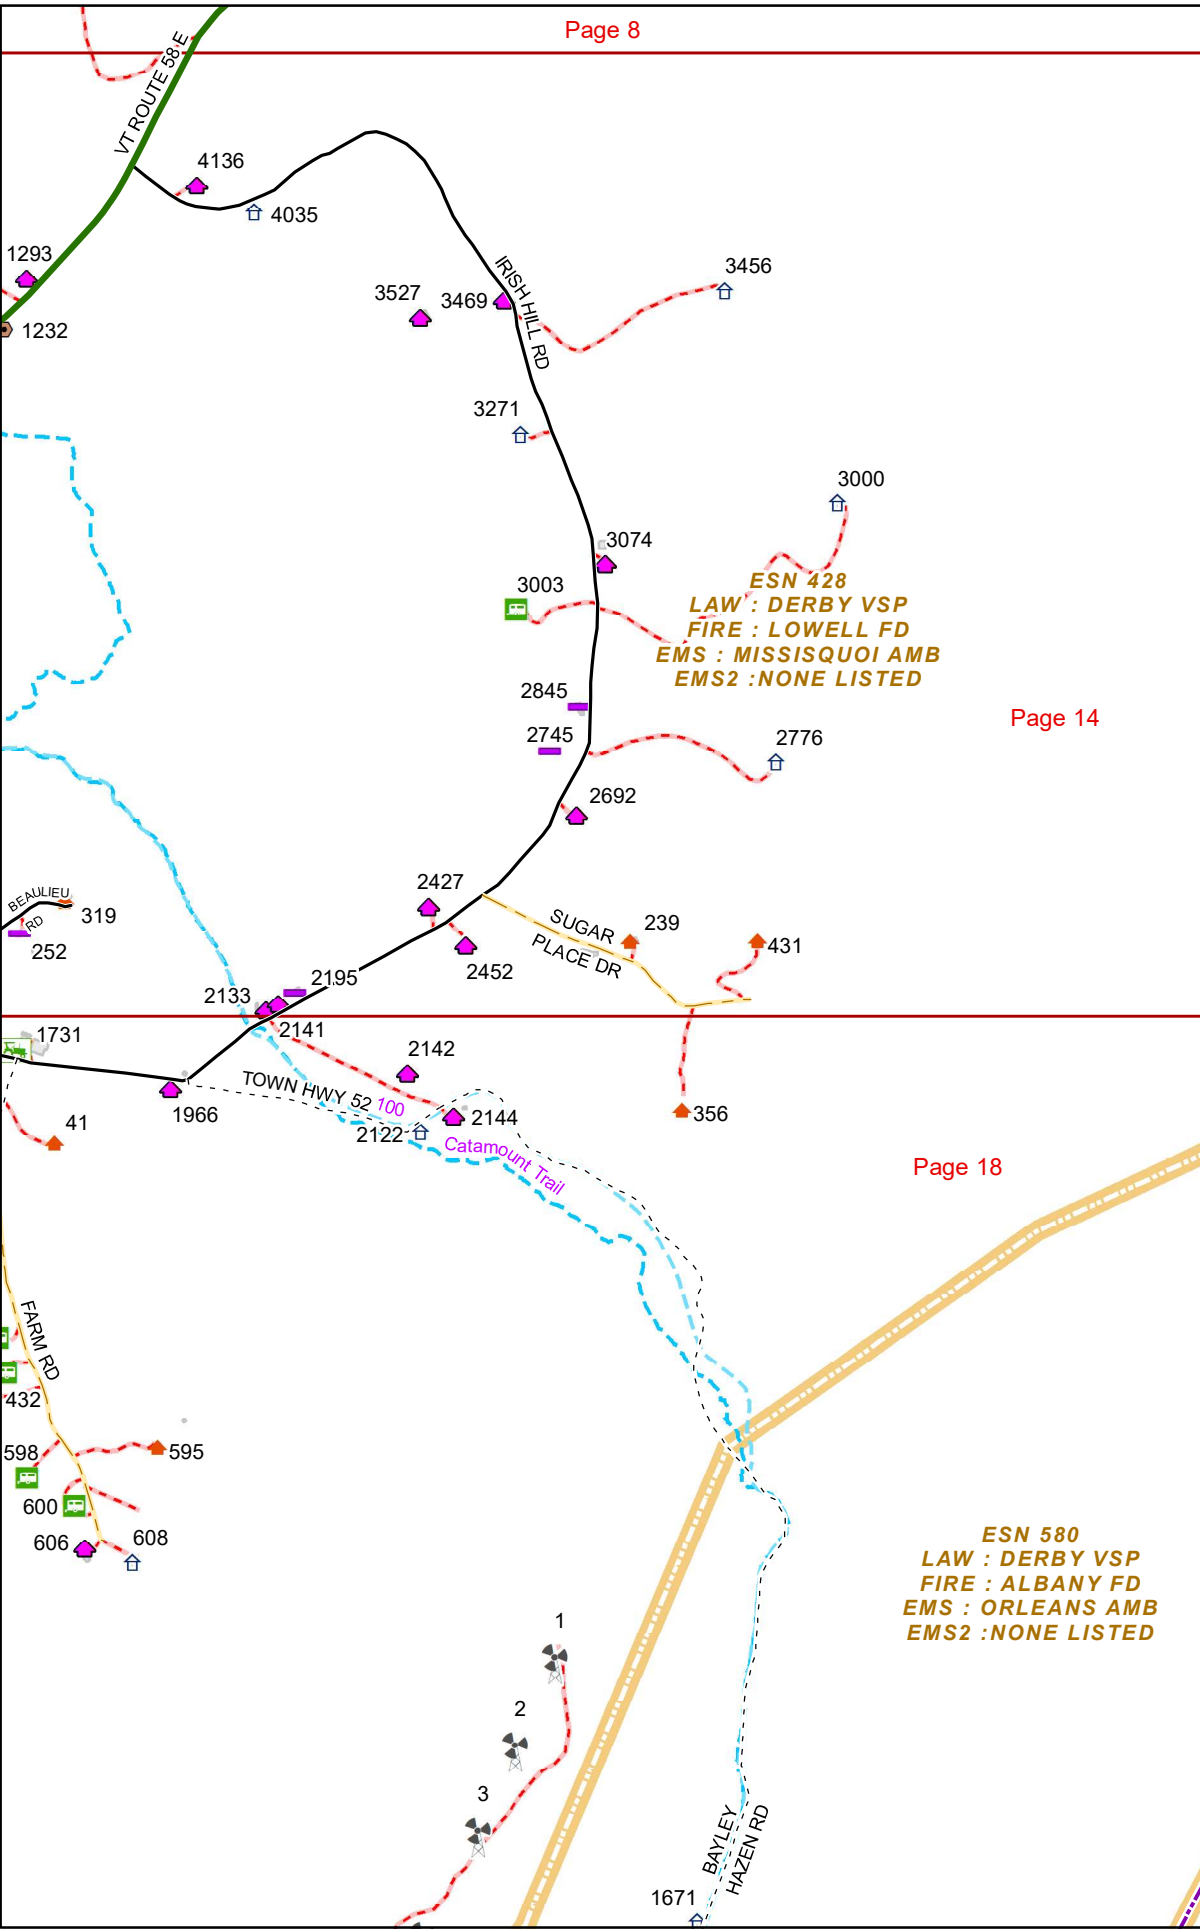 Page 8
VT ROUTE 58 E
4136
4035
1293
1232
3527
3469
IRISH HILL RD
3456
3271
3000
3074
3003
ESN 428
LAW : DERBY VSP
FIRE : LOWELL FD
EMS : MISSISQUOI AMB
EMS2 :NONE LISTED
2845
2745
2776
Page 14
2692
BEAULIEU
RD
319
252
2427
2452
SUGAR
PLACE DR
239
431
2195
2133
2141
1731
2142
TOWN HWY 52
100
1966
2122
2144
356
41
Catamount Trail
Page 18
FARM RD
432
598
595
600
606
608
ESN 580
LAW : DERBY VSP
FIRE : ALBANY FD
EMS : ORLEANS AMB
EMS2 :NONE LISTED
1
2
3
BAYLEY
HAZEN RD
1671